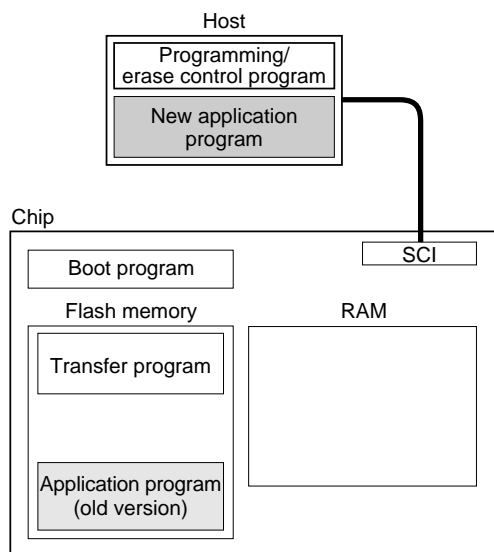 Host
Programming/
erase control program
New application
program
Chip
SCI
Boot program
Flash memory
RAM
Transfer program
Application program
(old version)